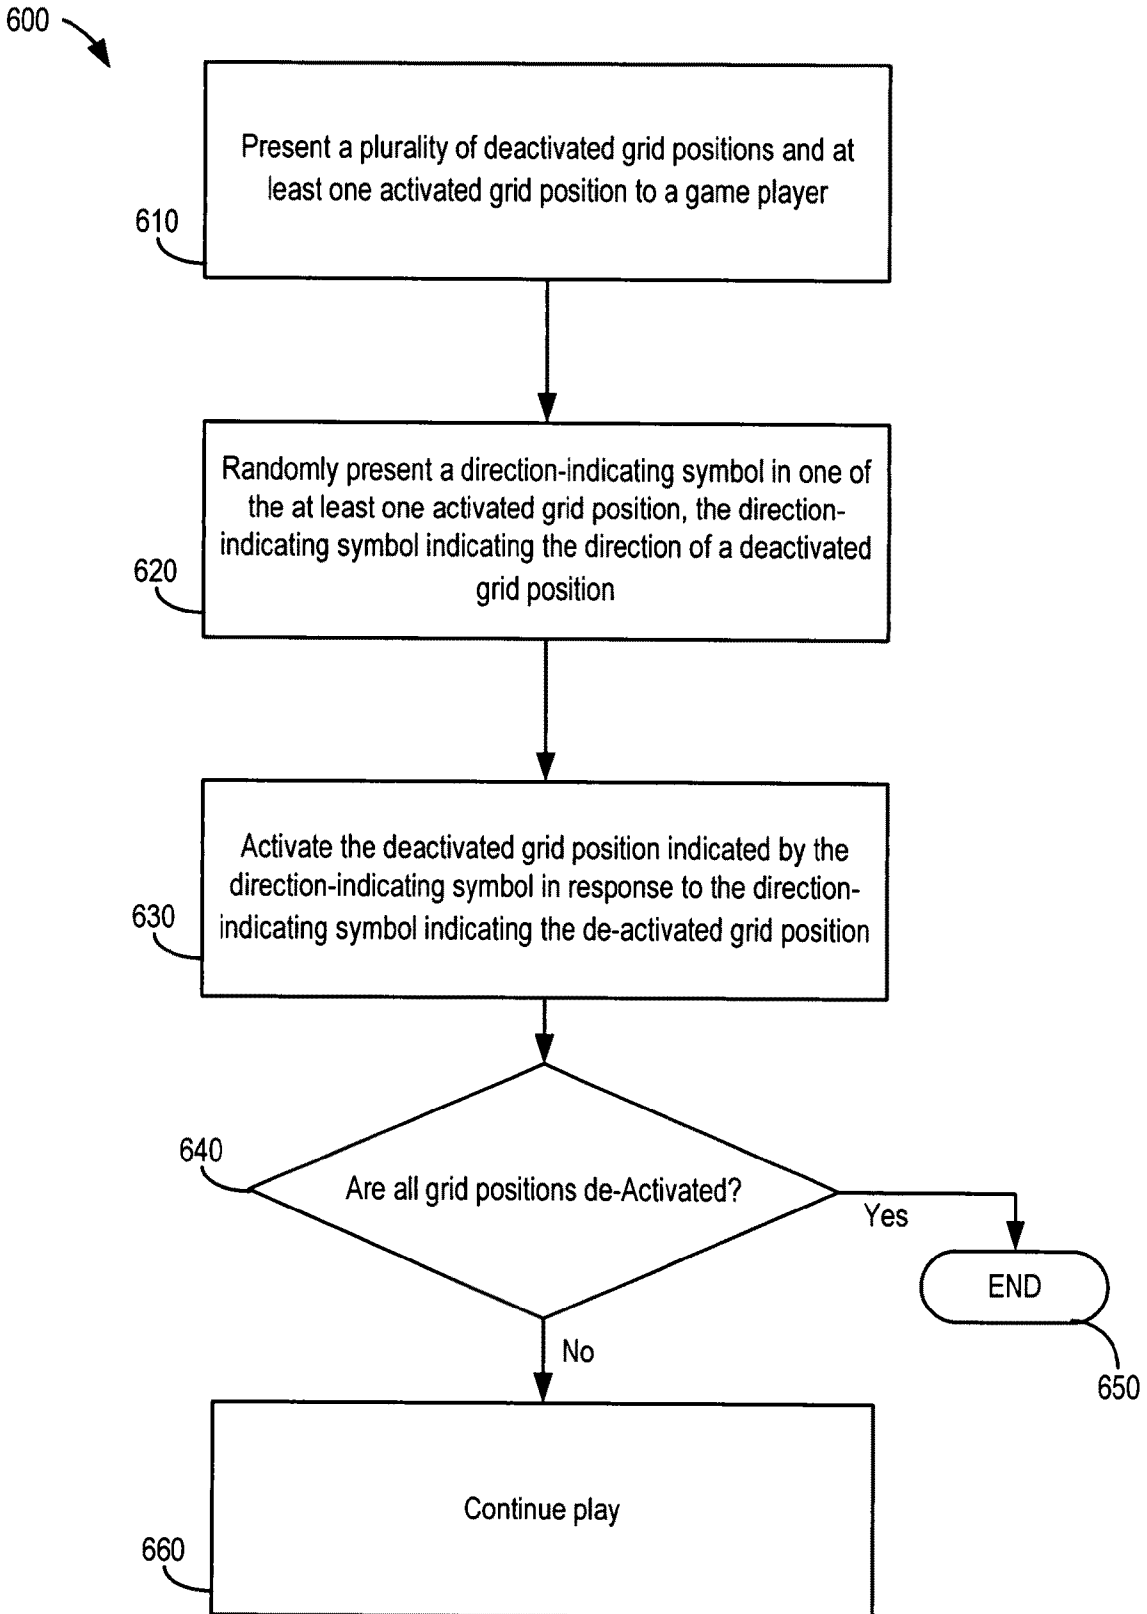 600
Present a plurality of deactivated grid positions and at
least one activated grid position to a game player
610
Randomly present a direction-indicating symbol in one of
the at least one activated grid position, the direction-
indicating symbol indicating the direction of a deactivated
grid position
620
Activate the deactivated grid position indicated by the
direction-indicating symbol in response to the direction-
indicating symbol indicating the de-activated grid position
630
640
Are all grid positions de-Activated?
Yes
END
650
No
Continue play
660